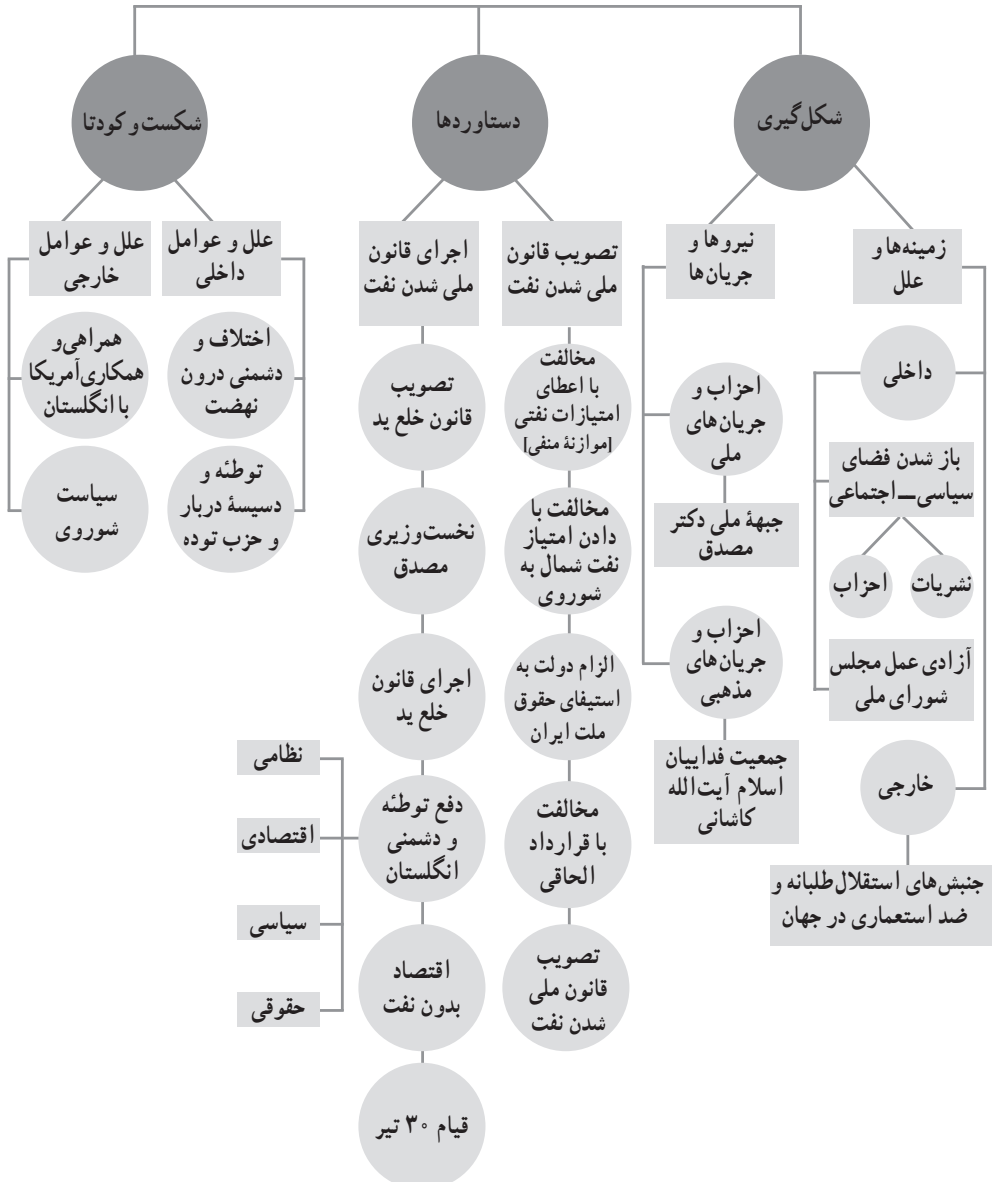 شکل‌گیری
زمینه‌ها و
علل
داخلی
باز شدن فضای
سیاسی ــ اجتماعی
نشریات
احزاب
آزادی عمل مجلس
شورای ملی
خارجی
جنبش‌های استقلال‌طلبانه و
ضد استعماری در جهان
نیروها و
جریان‌ها
احزاب و
جریان‌های
ملی
جبههٔ ملی دکتر
مصدق
احزاب و
جریان‌های
مذهبی
جمعیت فداییان
اسلام آیت‌الله
کاشانی
دستاوردها
تصویب قانون
ملی شدن نفت
مخالفت
با اعطای
امتیازات نفتی
[موازنهٔ منفی]
مخالفت با
دادن امتیاز
نفت شمال به
شوروی
الزام دولت به
استیفای حقوق
ملت ایران
مخالفت
با قرارداد
الحاقی
تصویب
قانون ملی
شدن نفت
اجرای قانون
ملی شدن نفت
تصویب
قانون خلع ید
نخست‌وزیری
مصدق
اجرای قانون
خلع ید
دفع توطئه
و دشمنی
انگلستان
نظامی
اقتصادی
سیاسی
حقوقی
اقتصاد
بدون نفت
قیام ۳۰ تیر
شکست و کودتا
علل و عوامل
داخلی
اختلاف و
دشمنی درون
نهضت
توطئه و
دسیسهٔ دربار
و حزب توده
علل و عوامل
خارجی
همراهی و
همکاری آمریکا
با انگلستان
سیاست
شوروی